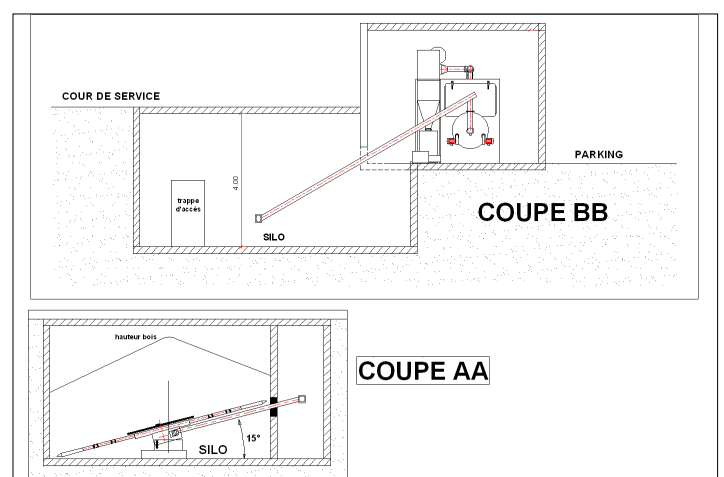 COUR DE SERVICE
PARKING
4.00
trappe
d'accès
COUPE BB
SILO
hauteur bois
COUPE AA
15°
SILO